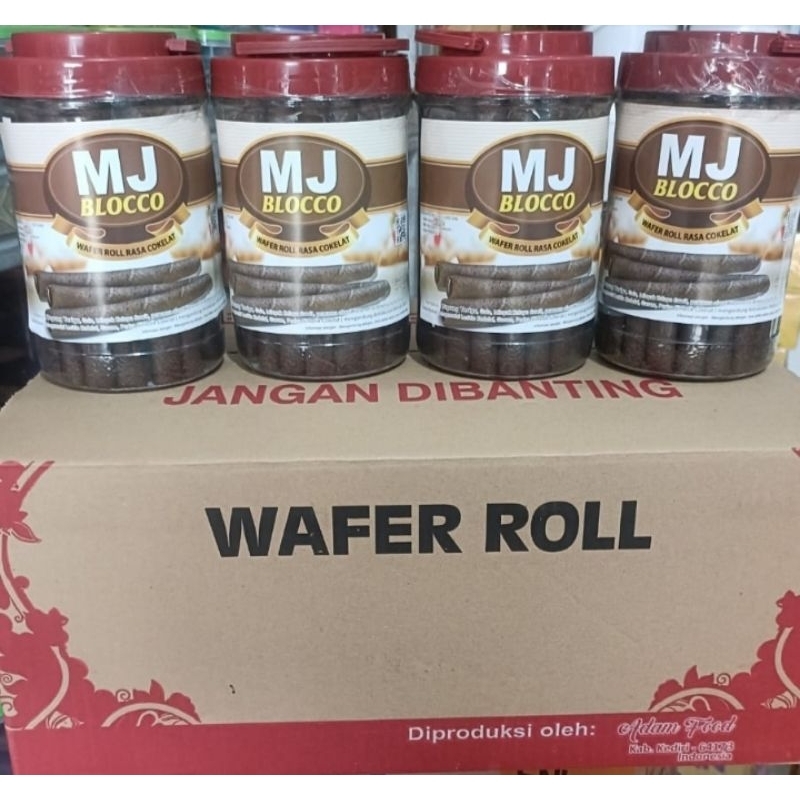 MJ
BLOCCO
WAFER ROLL RASA COKELAT
MJ
BLOCCO
WAFER ROLL RASA COKELAT
MJ
BLOCCO
WAFER ROLL RASA COKELAT
MJ
BLOCCO
WAFER ROLL RASA COKELAT
JANGAN DIBANTING
WAFER ROLL
Diproduksi oleh:
Adam Food
Kab. Kediri - 64193
Indonesia